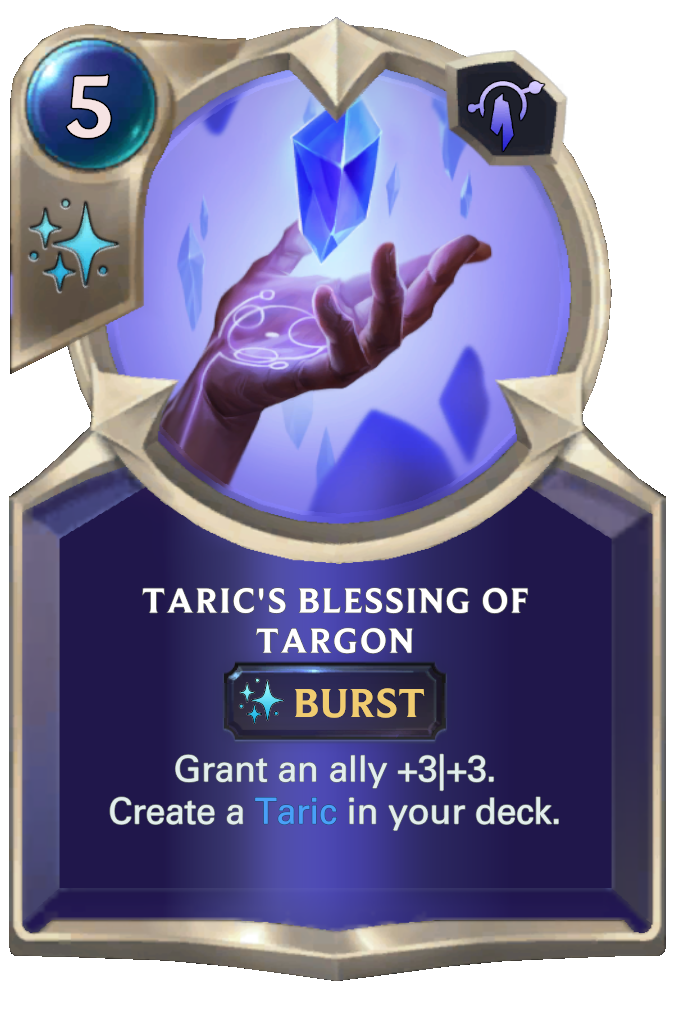 5
TARIC'S BLESSING OF
TARGON
BURST
Grant an ally +3|+3.
Create a Taric in your deck.